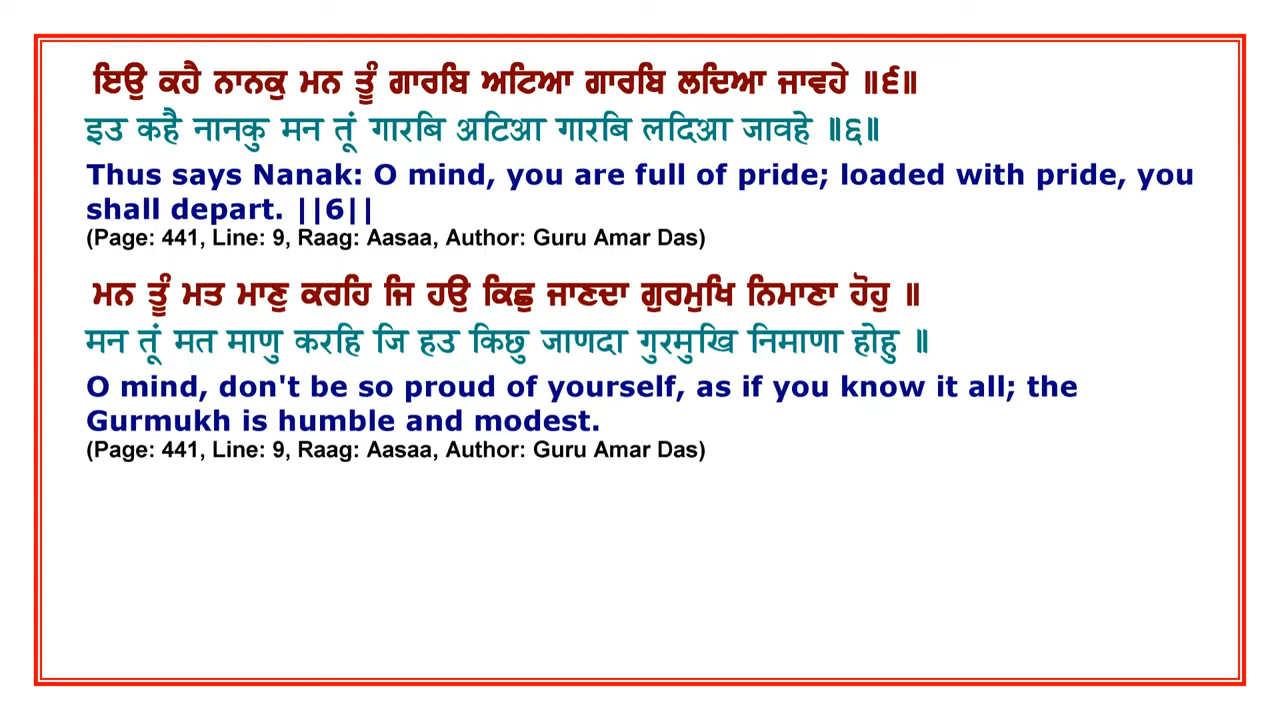 ਇਉ ਕਹੈ ਨਾਨਕੁ ਮਨ ਤੂੰ ਗਾਰਬਿ ਅਟਿਆ ਗਾਰਬਿ ਲਦਿਆ ਜਾਵਹੇ ॥੬॥
इउ कहै नानकु मन तूं गारबि अटिआ गारबि लदिआ जावहे ॥६॥
Thus says Nanak: O mind, you are full of pride; loaded with pride, you
shall depart. ||6||
(Page: 441, Line: 9, Raag: Aasaa, Author: Guru Amar Das)
ਮਨ ਤੂੰ ਮਤ ਮਾਣੁ ਕਰਹਿ ਜਿ ਹਉ ਕਿਛੁ ਜਾਣਦਾ ਗੁਰਮੁਖਿ ਨਿਮਾਣਾ ਹੋਹੁ ॥
मन तूं मत माणु करहि जि हउ किछु जाणदा गुरमुखि निमाणा होहु ॥
O mind, don't be so proud of yourself, as if you know it all; the
Gurmukh is humble and modest.
(Page: 441, Line: 9, Raag: Aasaa, Author: Guru Amar Das)